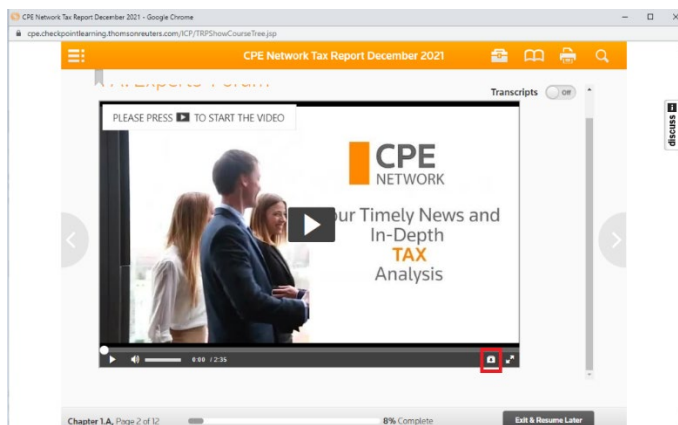 CPE Network Tax Report December 2021 - Google Chrome
cpe.checkpointlearning.thomsonreuters.com/ICP/TRPShowCourseTree.jsp
CPE Network Tax Report December 2021
Transcripts Off
PLEASE PRESS TO START THE VIDEO
CPE
NETWORK
our Timely News and
In-Depth
TAX
Analysis
0:00 / 2:35
Chapter 1.A, Page 2 of 12
8% Complete
Exit & Resume Later
discuss